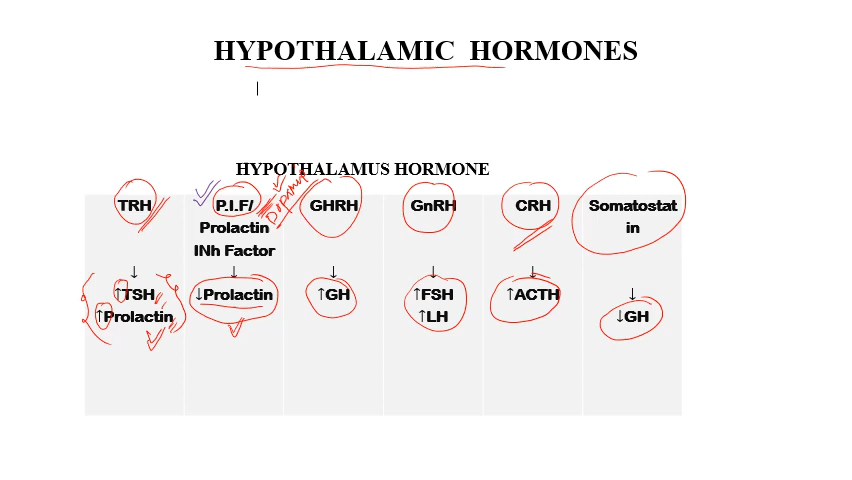 HYPOTHALAMIC HORMONES
HYPOTHALAMUS HORMONE
TRH
P.I.F/
Prolactin
INh Factor
Dopamine
GHRH
GnRH
CRH
Somatostat
in
↓ ↓ ↓ ↓ ↓ ↓
↑TSH
↑Prolactin
↓Prolactin
↑GH
↑FSH
↑LH
↑ACTH
↓GH